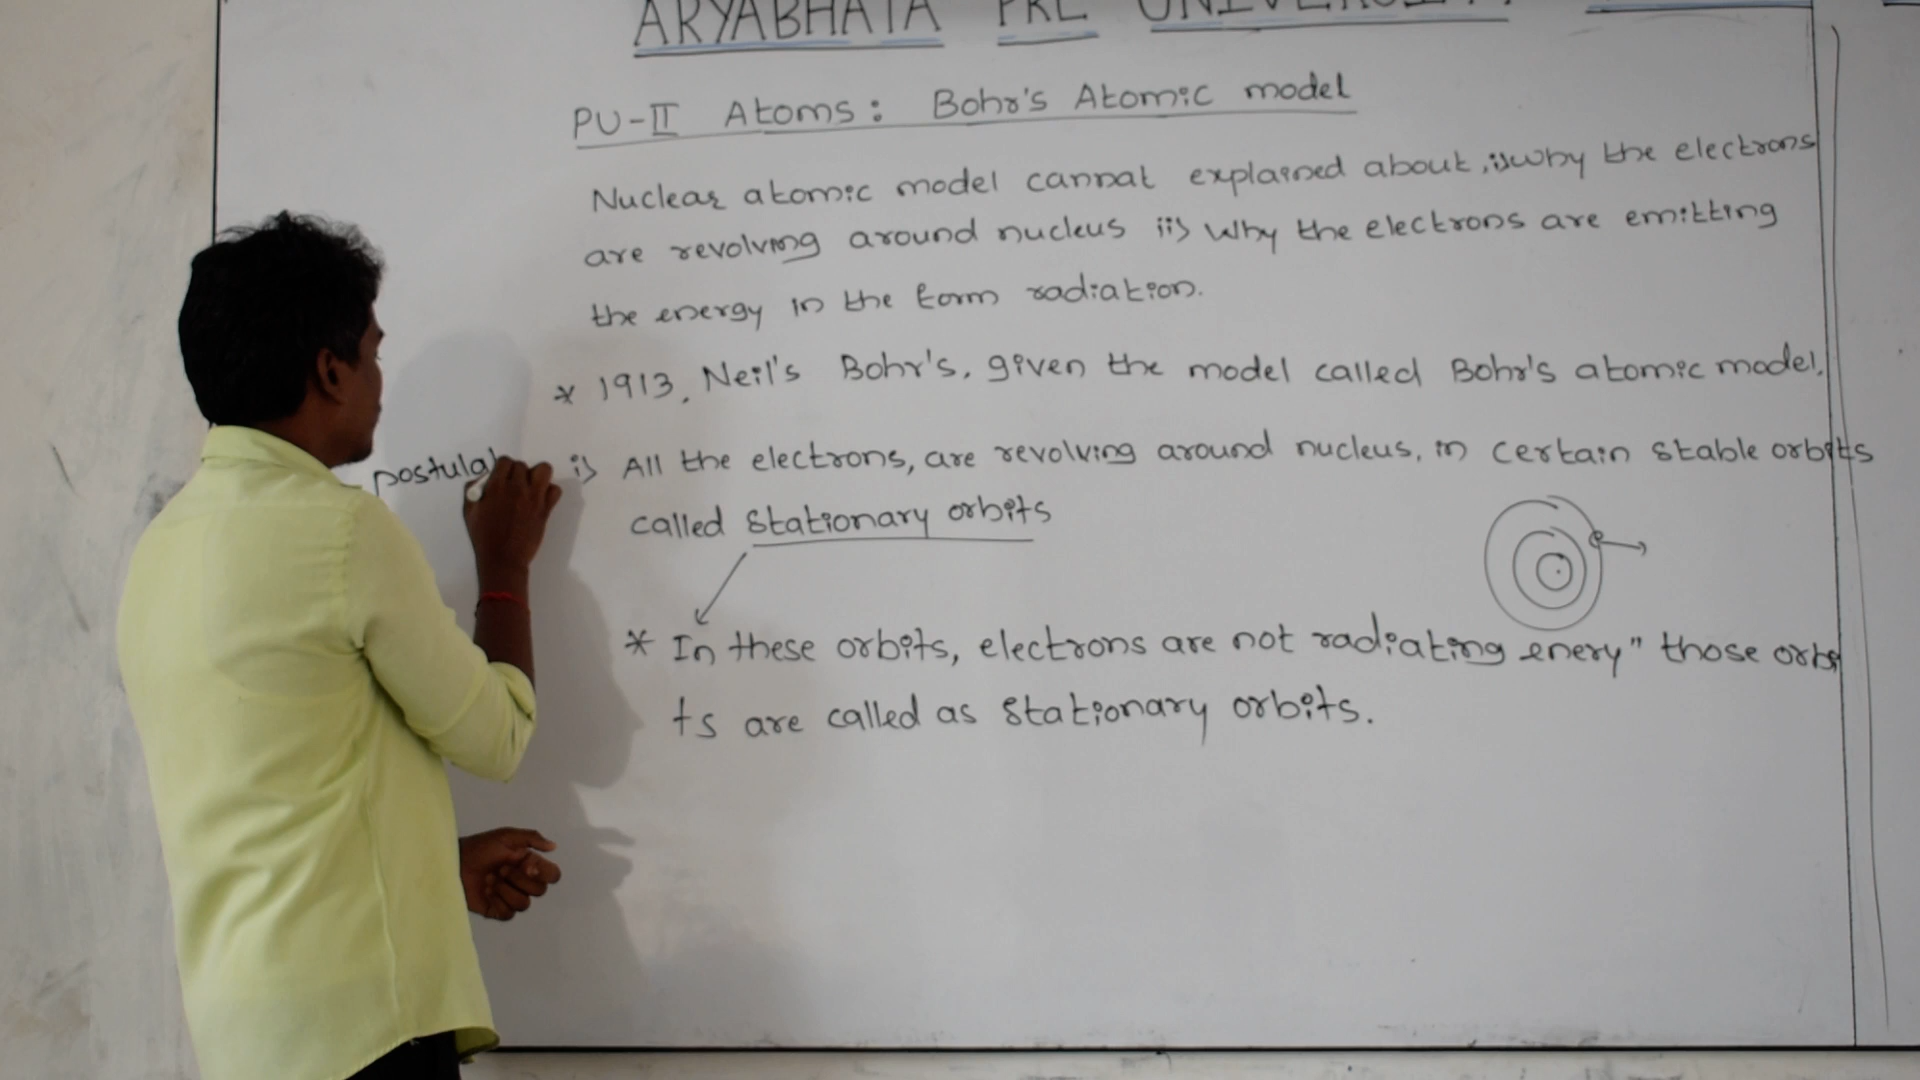 ARYABHATA PRE UNIVERSITY
PU-II Atoms: Bohr's Atomic model
Nuclear atomic model cannat explained about, i) why the electrons
are revolving around nucleus ii) Why the electrons are emitting
the energy in the form radiation.
* 1913, Neil's Bohr's, given the model called Bohr's atomic model.
postulat i) All the electrons, are revolving around nucleus, in certain stable orbits
called stationary orbits
e
* In these orbits, electrons are not radiating enery" those orbi
ts are called as stationary orbits.